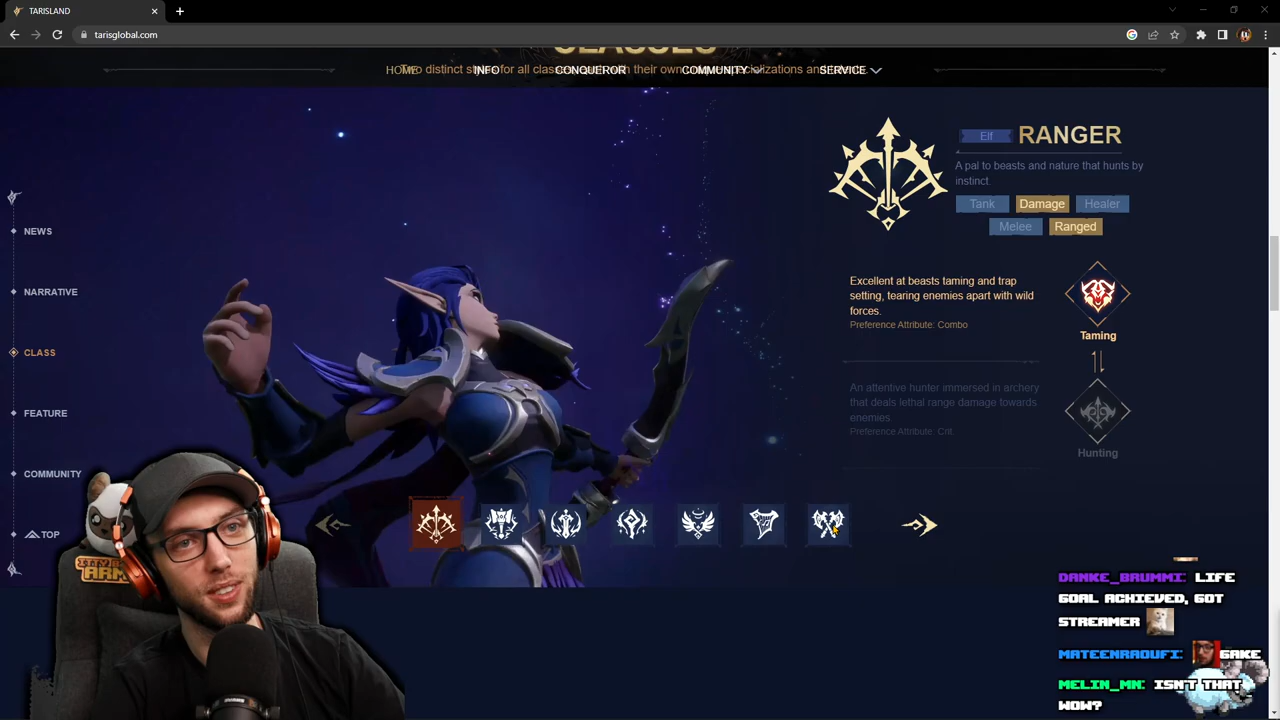 TARISLAND
tarisglobal.com
CLASSES
HOME INFO CONQUEROR COMMUNITY SERVICE
Elf RANGER
A pal to beasts and nature that hunts by
instinct.
Tank Damage Healer
Melee Ranged
NEWS
NARRATIVE
CLASS
FEATURE
COMMUNITY
TOP
Excellent at beasts taming and trap
setting, tearing enemies apart with wild
forces.
Preference Attribute: Combo
Taming
An attentive hunter immersed in archery
that deals lethal range damage towards
enemies.
Preference Attribute: Crit
Hunting
DANKE_BRUMMI: LIFE
GOAL ACHIEVED, GOT
STREAMER
MATEENRAOUFI: GAKE
MELIN_MN: ISN'T THAT
WOW?